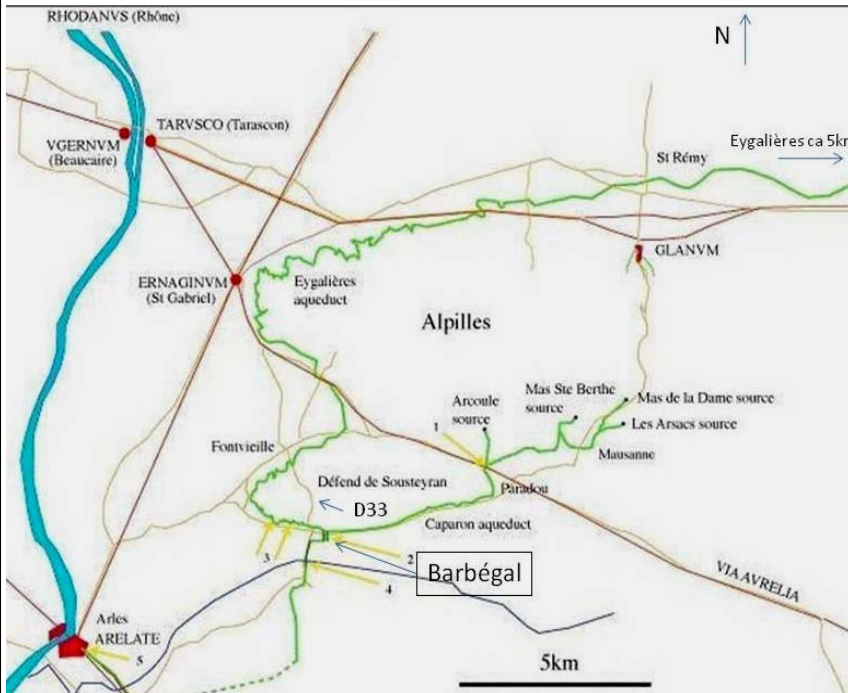 RHODANVS (Rhône)
N
TARVSCO (Tarascon)
VGERNVM
(Beaucaire)
St Rémy
Eygalières ca 5km
GLANVM
ERNAGINVM
(St Gabriel)
Eygalières
aqueduct
Alpilles
Arcoule
source
Mas Ste Berthe
source
Mas de la Dame source
Les Arsacs source
1
Mausanne
Fontvieille
Défend de Sousteyran
Paradou
D33
Caparon aqueduct
3
2
Barbégal
4
VIA AVRELIA
Arles
ARELATE
5
5km